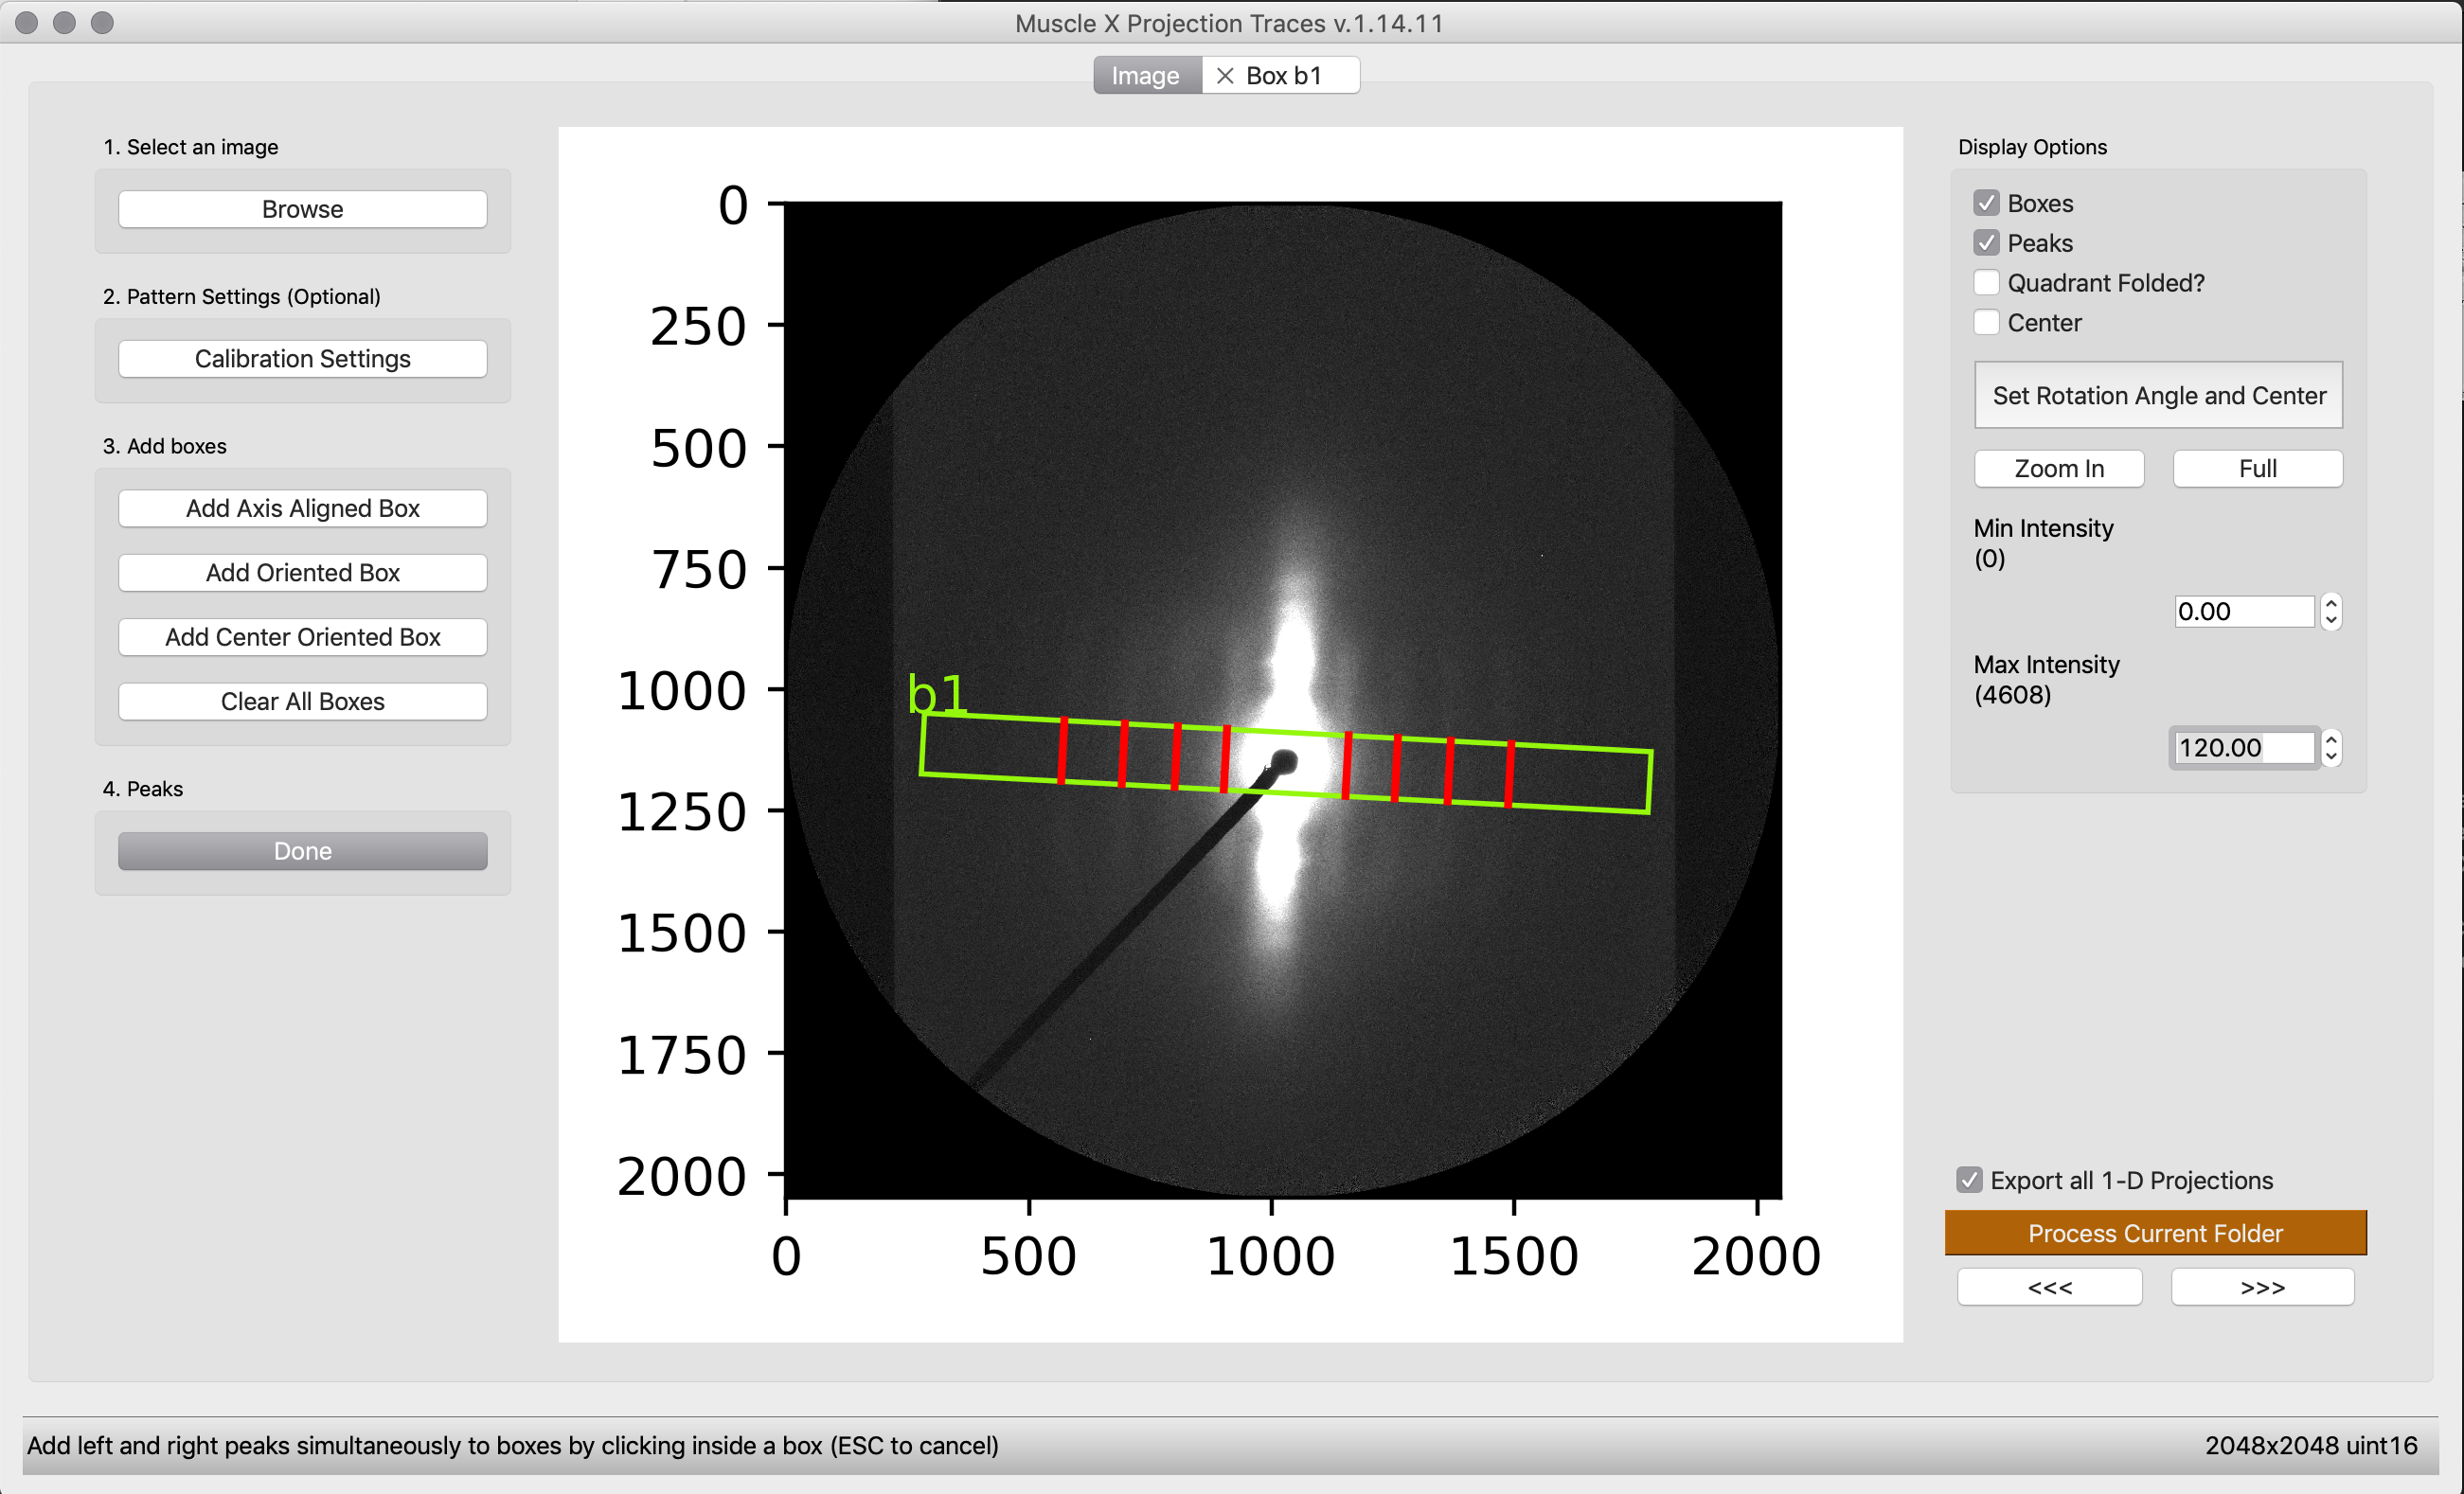 Muscle X Projection Traces v.1.14.11
Image
Box b1
1. Select an image
Browse
2. Pattern Settings (Optional)
Calibration Settings
3. Add boxes
Add Axis Aligned Box
Add Oriented Box
Add Center Oriented Box
Clear All Boxes
4. Peaks
Done
0
250
500
750
1000
1250
1500
1750
2000
b1
0
500
1000
1500
2000
Display Options
Boxes
Peaks
Quadrant Folded?
Center
Set Rotation Angle and Center
Zoom In
Full
Min Intensity
(0)
0.00
Max Intensity
(4608)
120.00
Export all 1-D Projections
Process Current Folder
<<<
>>>
Add left and right peaks simultaneously to boxes by clicking inside a box (ESC to cancel)
2048x2048 uint16